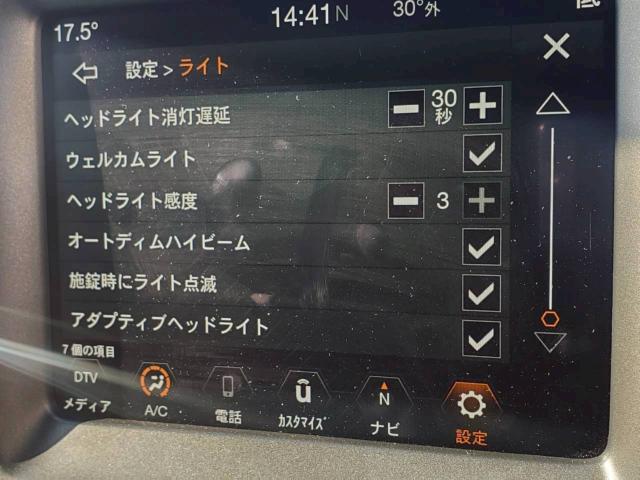 17.5° 14:41 N 30°外
設定 > ライト
ヘッドライト消灯遅延 30秒
ウェルカムライト
ヘッドライト感度 3
オートディムハイビーム
施錠時にライト点滅
アダプティブヘッドライト
7 個の項目
DTV N
メディア A/C 電話 カスタマイズ ナビ 設定